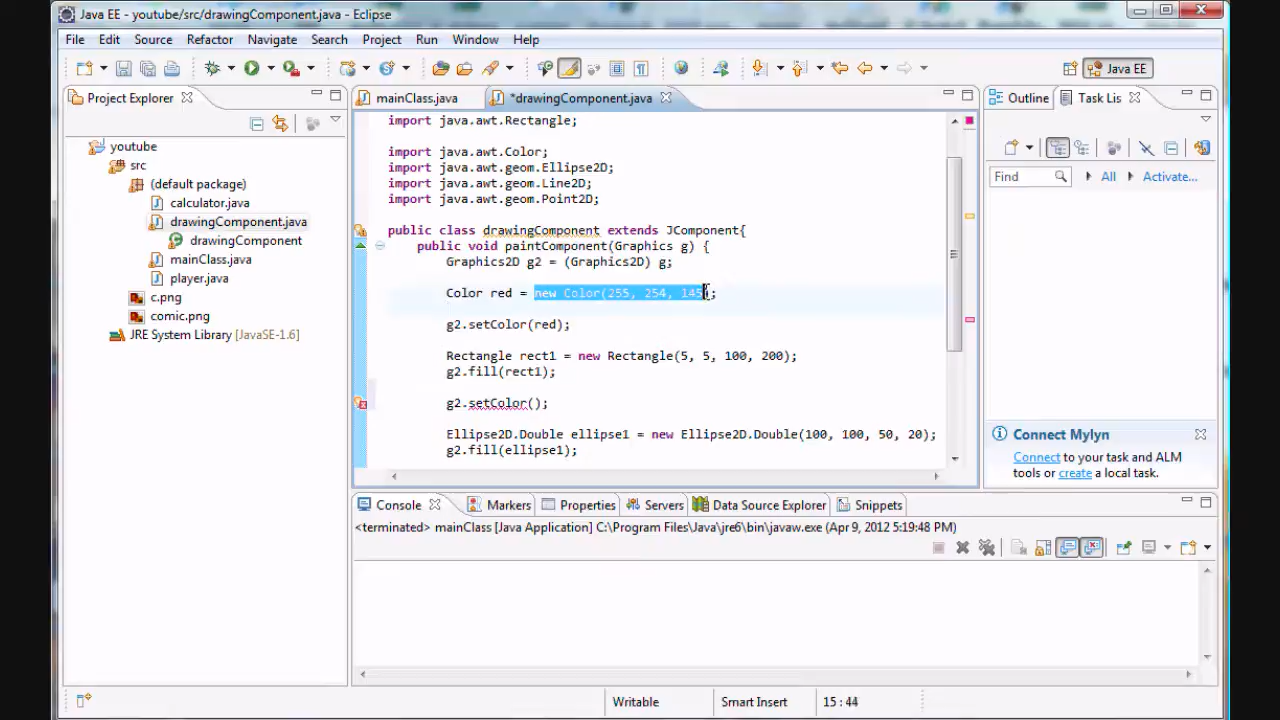 Java EE - youtube/src/drawingComponent.java - Eclipse
File Edit Source Refactor Navigate Search Project Run Window Help
Java EE
Project Explorer
mainClass.java
*drawingComponent.java
Outline
Task Lis
youtube
src
(default package)
calculator.java
drawingComponent.java
drawingComponent
mainClass.java
player.java
c.png
comic.png
JRE System Library [JavaSE-1.6]
import java.awt.Rectangle;
import java.awt.Color;
import java.awt.geom.Ellipse2D;
import java.awt.geom.Line2D;
import java.awt.geom.Point2D;
public class drawingComponent extends JComponent{
public void paintComponent(Graphics g) {
Graphics2D g2 = (Graphics2D) g;
Color red = new Color(255, 254, 145);
g2.setColor(red);
Rectangle rect1 = new Rectangle(5, 5, 100, 200);
g2.fill(rect1);
g2.setColor();
Ellipse2D.Double ellipse1 = new Ellipse2D.Double(100, 100, 50, 20);
g2.fill(ellipse1);
Find
All
Activate...
Connect Mylyn
Connect to your task and ALM
tools or create a local task.
Console Markers Properties Servers Data Source Explorer Snippets
<terminated> mainClass [Java Application] C:\Program Files\Java\jre6\bin\javaw.exe (Apr 9, 2012 5:19:48 PM)
Writable
Smart Insert
15 : 44